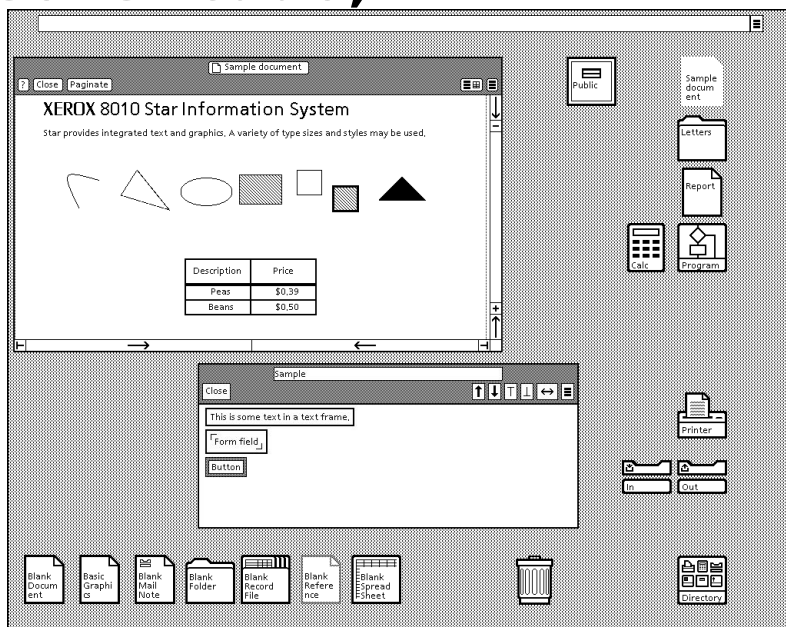 Sample document
? Close Paginate
XEROX 8010 Star Information System
Star provides integrated text and graphics. A variety of type sizes and styles may be used.
Description Price
Peas $0.39
Beans $0.50
Public
Sample
docum
ent
Letters
Report
Calc
Program
Sample
Close
This is some text in a text frame.
Form field
Button
Printer
In
Out
Blank
Docum
ent
Basic
Graphi
cs
Blank
Mail
Note
Blank
Folder
Blank
Record
File
Blank
Refere
nce
Blank
Spread
Sheet
Directory